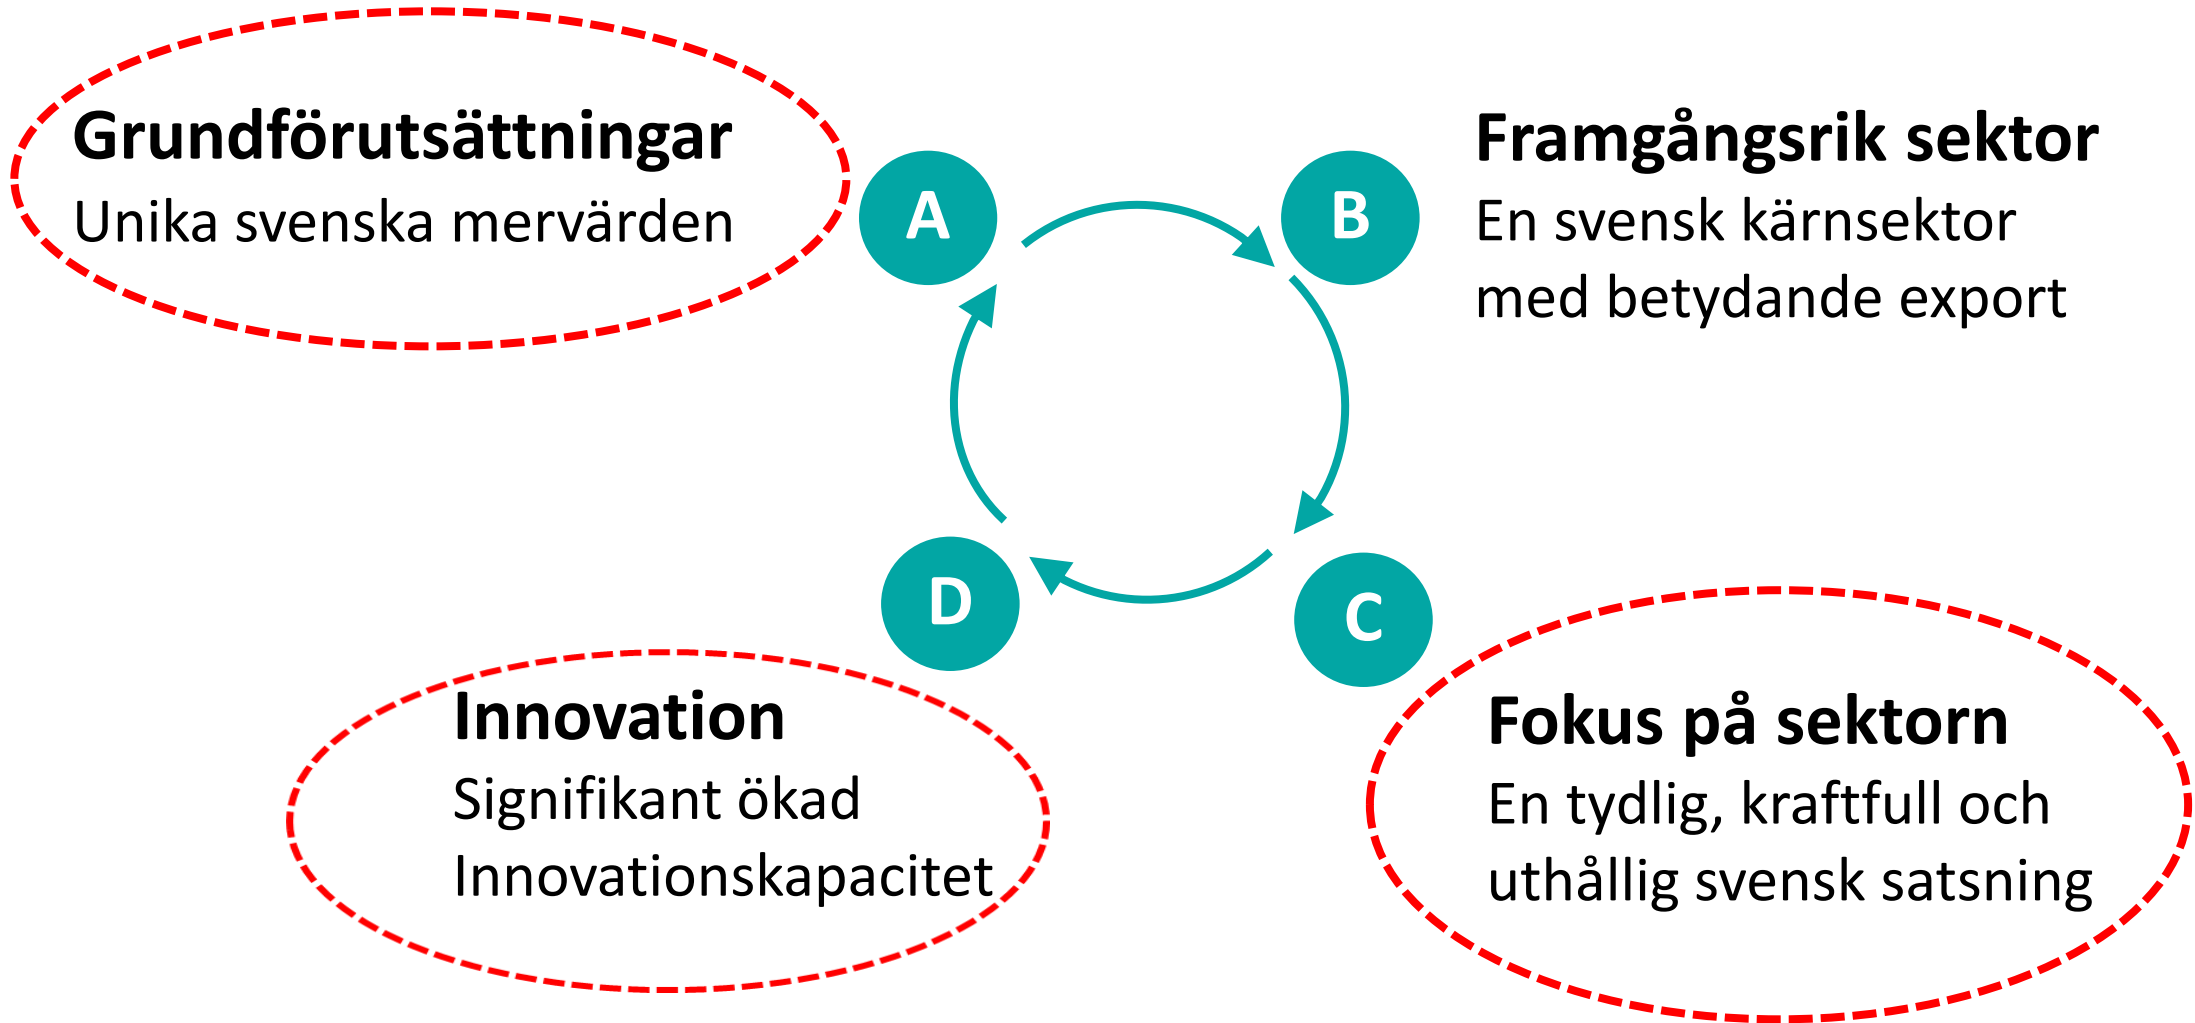 Grundförutsättningar
Unika svenska mervärden
A
B
Framgångsrik sektor
En svensk kärnsektor
med betydande export
D
Innovation
Signifikant ökad
Innovationskapacitet
C
Fokus på sektorn
En tydlig, kraftfull och
uthållig svensk satsning